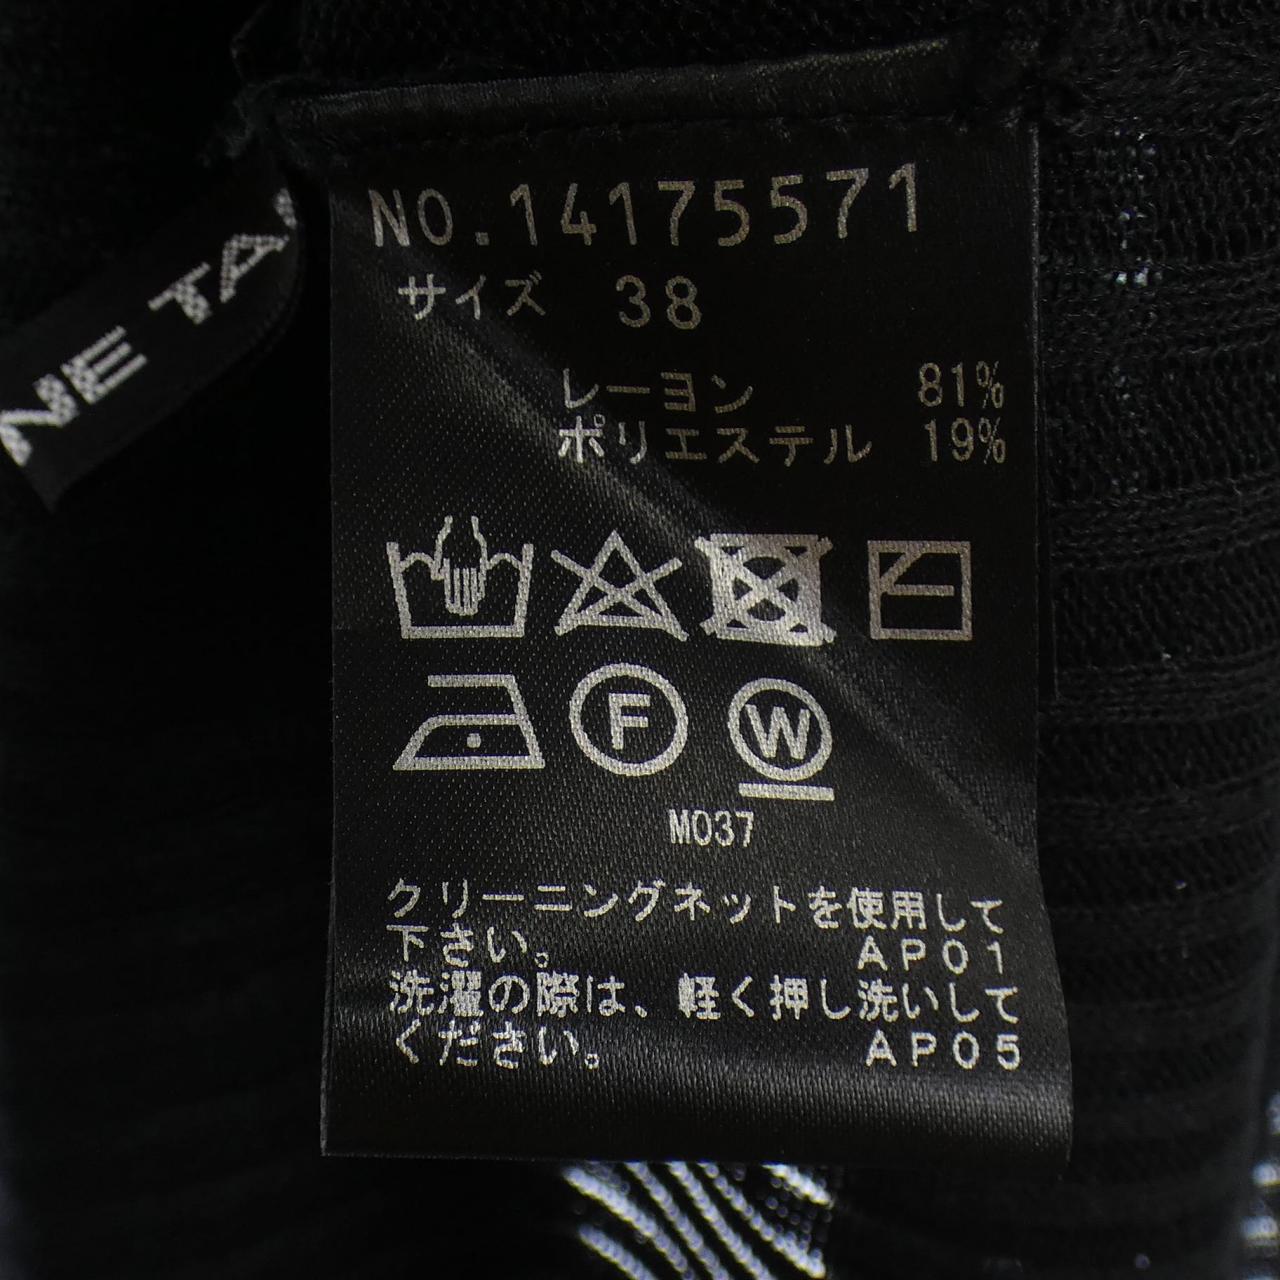 NO.14175571
サイズ 38
レーヨン 81%
ポリエステル 19%
F W
M037
クリーニングネットを使用して
下さい。 AP01
洗濯の際は、軽く押し洗いして
ください。 AP05
NE TA